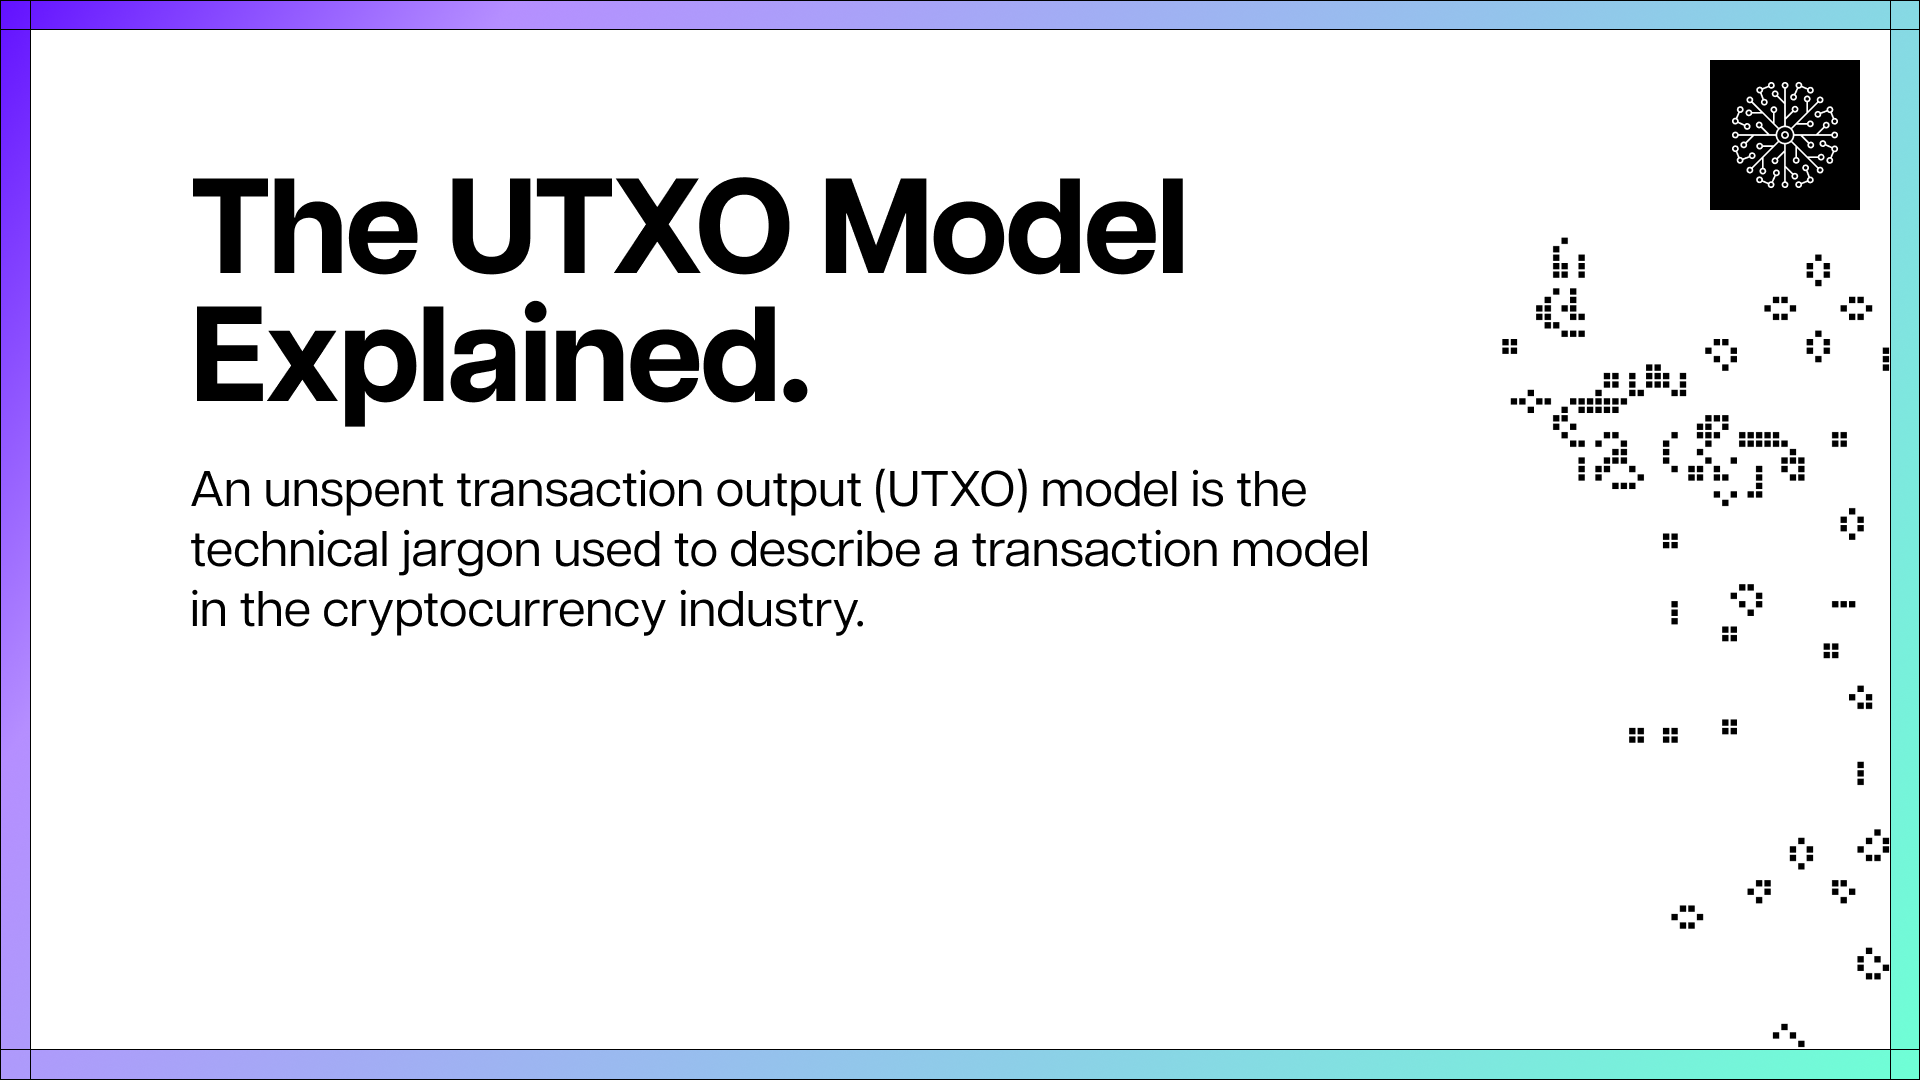 The UTXO Model
Explained.
An unspent transaction output (UTXO) model is the
technical jargon used to describe a transaction model
in the cryptocurrency industry.